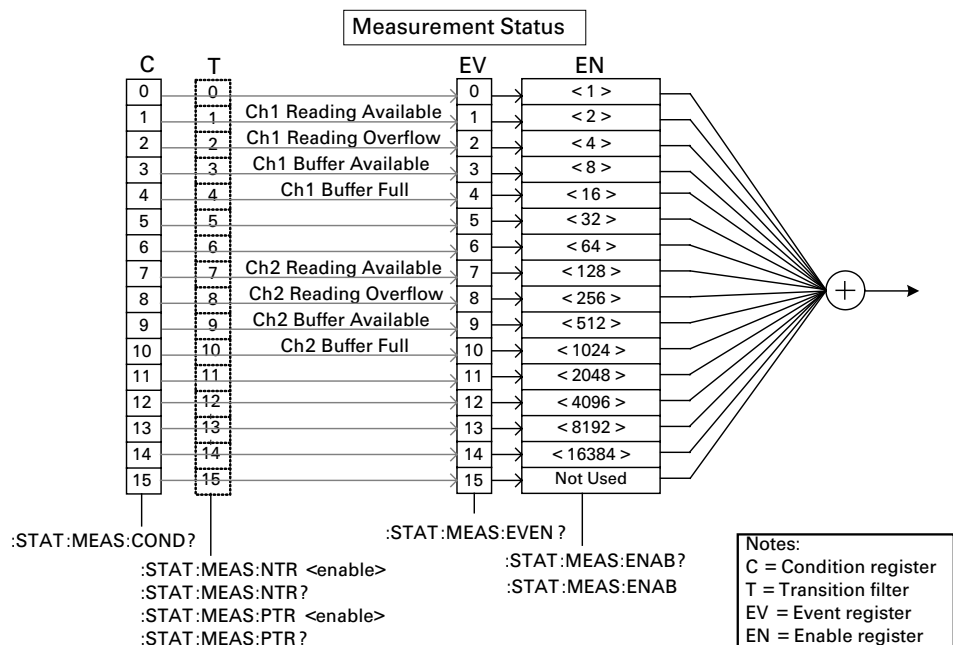 Measurement Status
C T EV EN
0 0 0 < 1 >
1 1 Ch1 Reading Available 1 < 2 >
2 2 Ch1 Reading Overflow 2 < 4 >
3 3 Ch1 Buffer Available 3 < 8 >
4 4 Ch1 Buffer Full 4 < 16 >
5 5 5 < 32 >
6 6 6 < 64 >
7 7 Ch2 Reading Available 7 < 128 >
8 8 Ch2 Reading Overflow 8 < 256 >
9 9 Ch2 Buffer Available 9 < 512 >
10 10 Ch2 Buffer Full 10 < 1024 >
11 11 11 < 2048 >
12 12 12 < 4096 >
13 13 13 < 8192 >
14 14 14 < 16384 >
15 15 15 Not Used
+
:STAT:MEAS:COND?
:STAT:MEAS:NTR <enable>
:STAT:MEAS:NTR?
:STAT:MEAS:PTR <enable>
:STAT:MEAS:PTR?
:STAT:MEAS:EVEN?
:STAT:MEAS:ENAB?
:STAT:MEAS:ENAB
Notes:
C = Condition register
T = Transition filter
EV = Event register
EN = Enable register